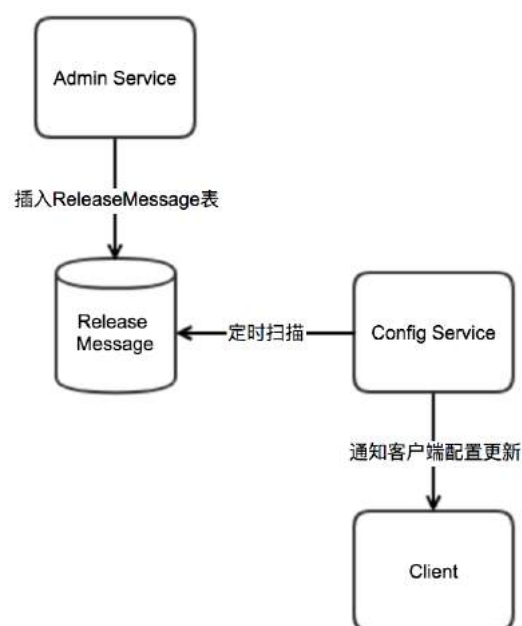 Admin Service
插入ReleaseMessage表
Release
Message
定时扫描
Config Service
通知客户端配置更新
Client